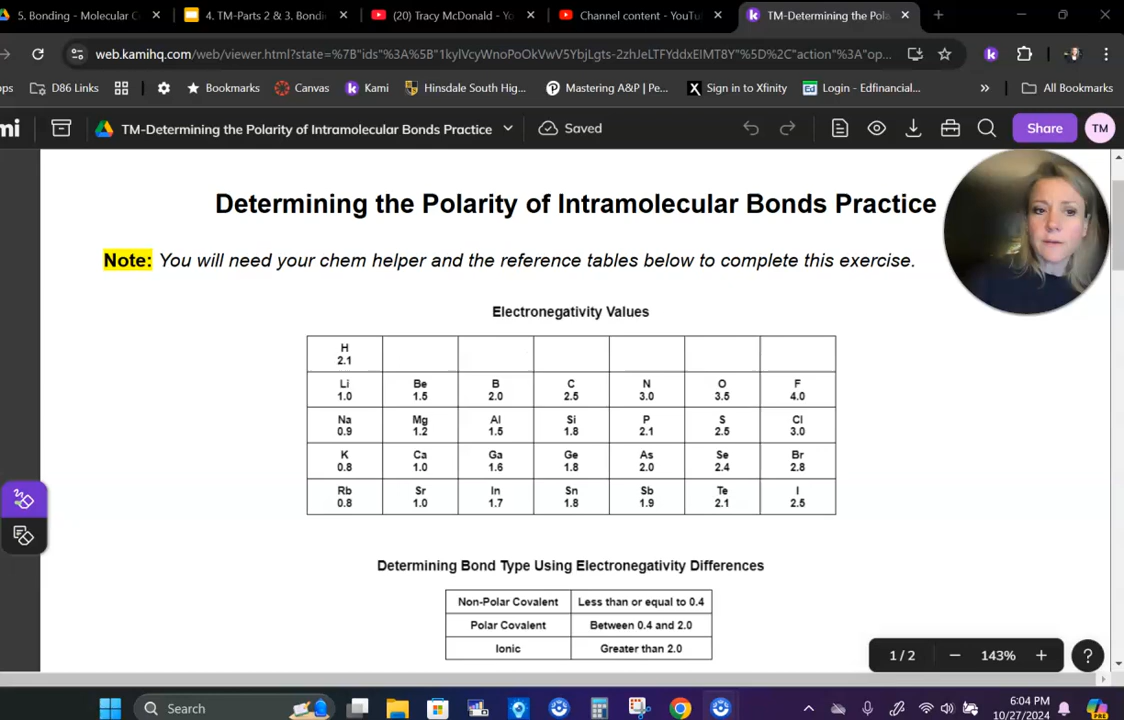 5. Bonding - Molecular C
4. TM-Parts 2 & 3. Bondi
(20) Tracy McDonald - Yo
Channel content - YouTu
TM-Determining the Pola
web.kamihq.com/web/viewer.html?state=%7B"ids"%3A%5B"1kylVcyWnoPoOkVwV5YbjLgts-2zhJeLTFYddxElMT8Y"%5D%2C"action"%3A"op...
ps
D86 Links
Bookmarks
Canvas
Kami
Hinsdale South Hig...
Mastering A&P | Pe...
Sign in to Xfinity
Login - Edfinancial...
»
All Bookmarks
mi
TM-Determining the Polarity of Intramolecular Bonds Practice
Saved
Share
TM
Determining the Polarity of Intramolecular Bonds Practice
Note: You will need your chem helper and the reference tables below to complete this exercise.
Electronegativity Values
H
2.1
Li Be B C N O F
1.0 1.5 2.0 2.5 3.0 3.5 4.0
Na Mg Al Si P S Cl
0.9 1.2 1.5 1.8 2.1 2.5 3.0
K Ca Ga Ge As Se Br
0.8 1.0 1.6 1.8 2.0 2.4 2.8
Rb Sr In Sn Sb Te I
0.8 1.0 1.7 1.8 1.9 2.1 2.5
Determining Bond Type Using Electronegativity Differences
Non-Polar Covalent Less than or equal to 0.4
Polar Covalent Between 0.4 and 2.0
Ionic Greater than 2.0
1 / 2 − 143% + ?
Search
6:04 PM
10/27/2024
PRE